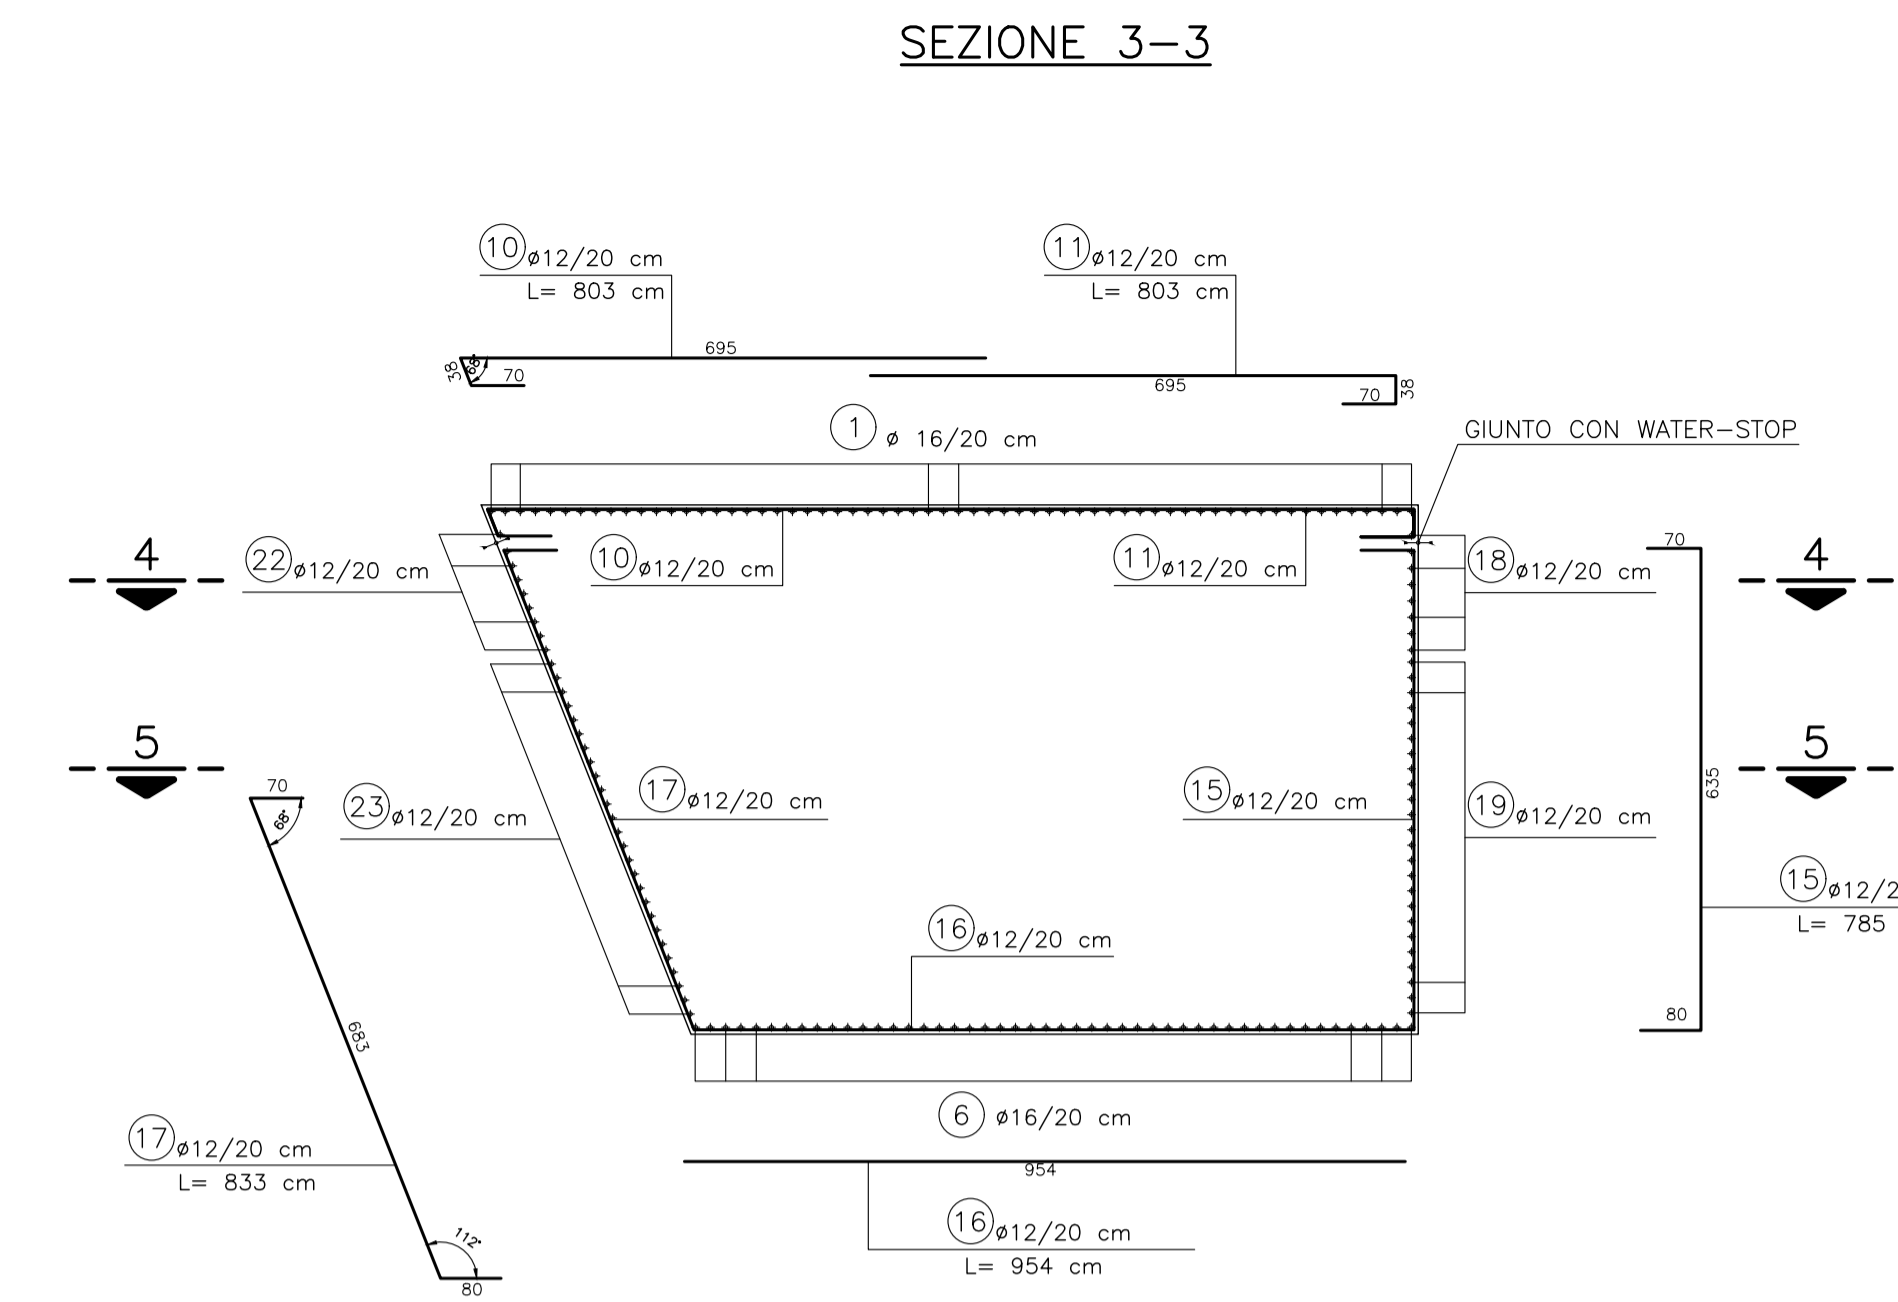 SEZIONE 3-3
10 ø12/20 cm
L= 803 cm
11 ø12/20 cm
L= 803 cm
695
38
68°
70
695
70
38
1 ø 16/20 cm
GIUNTO CON WATER-STOP
4
22 ø12/20 cm
10 ø12/20 cm
11 ø12/20 cm
18 ø12/20 cm
70
4
5
5
70
68°
23 ø12/20 cm
17 ø12/20 cm
15 ø12/20 cm
19 ø12/20 cm
635
15 ø12/2
L= 785
16 ø12/20 cm
80
683
6 ø16/20 cm
17 ø12/20 cm
L= 833 cm
954
16 ø12/20 cm
L= 954 cm
112°
80